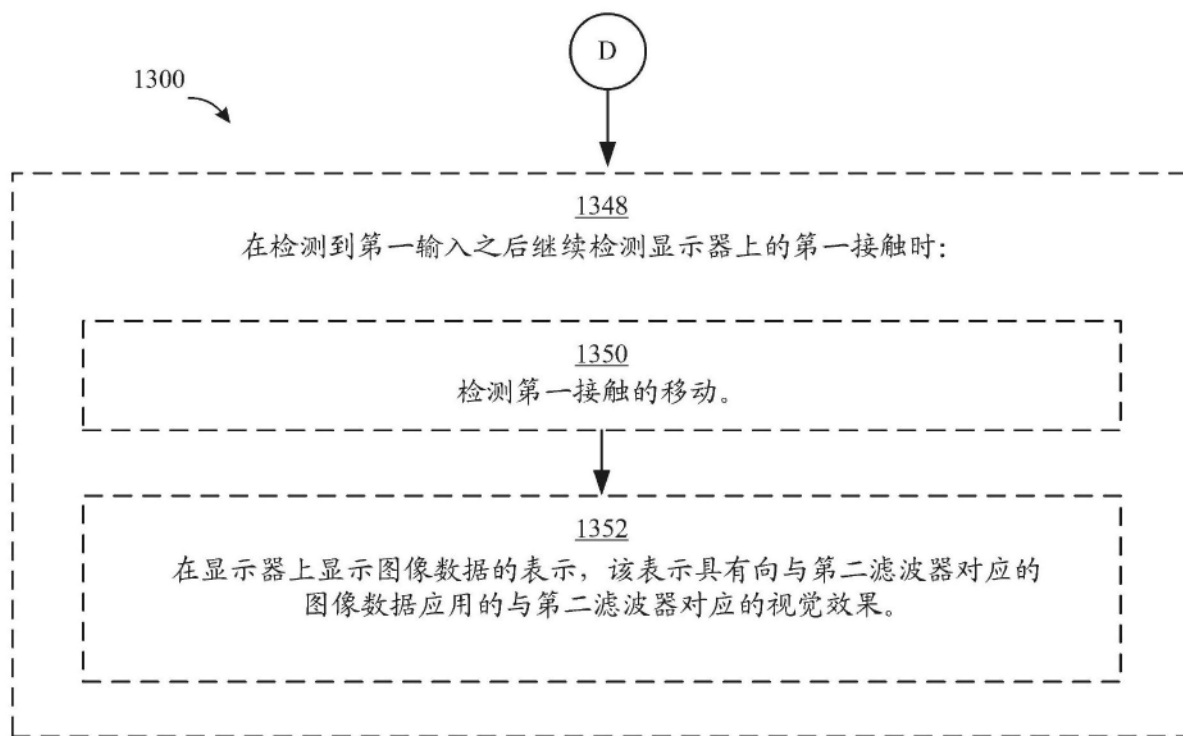 D
1300
1348
在检测到第一输入之后继续检测显示器上的第一接触时：
1350
检测第一接触的移动。
1352
在显示器上显示图像数据的表示，该表示具有向与第二滤波器对应的
图像数据应用的与第二滤波器对应的视觉效果。